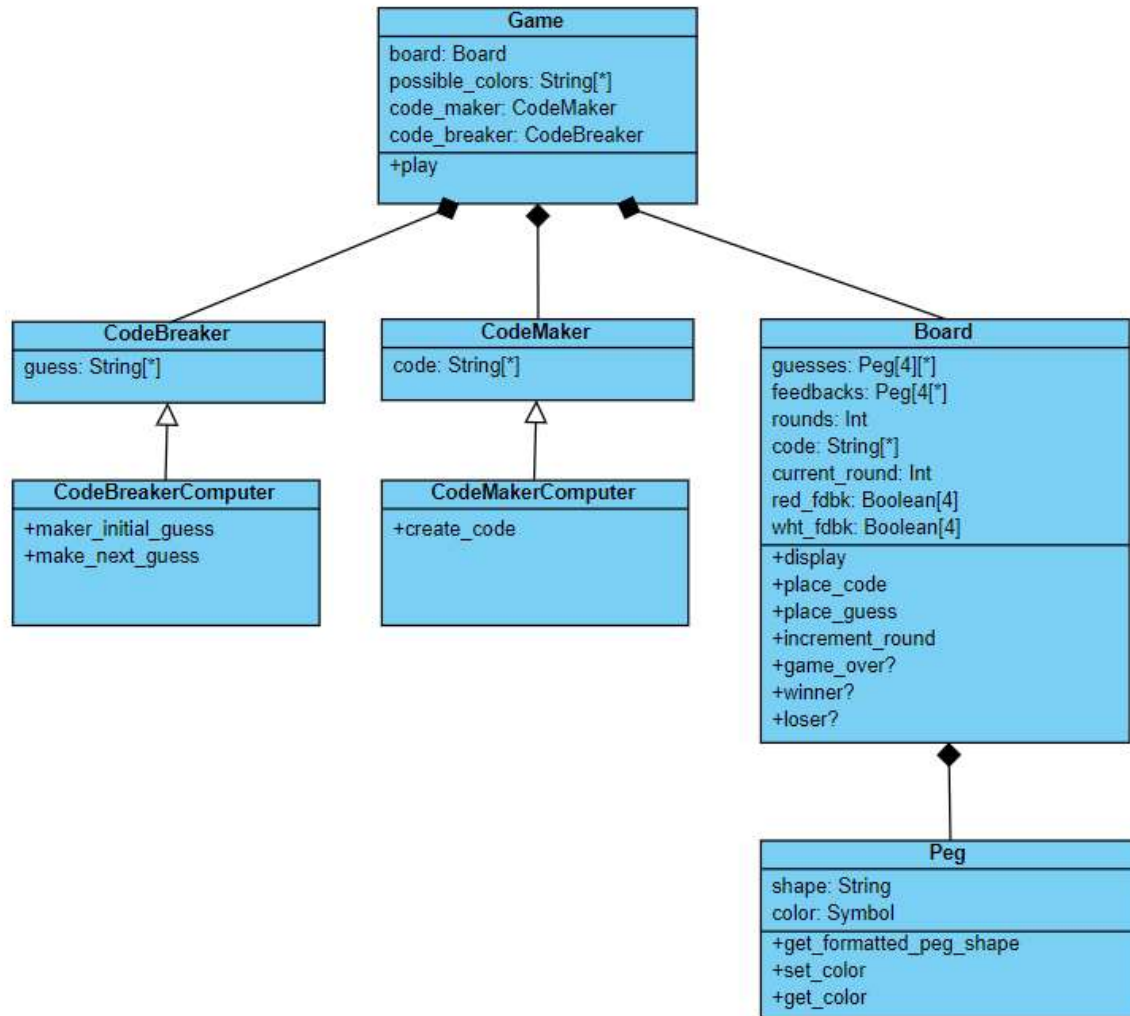 Game
board: Board
possible_colors: String[*]
code_maker: CodeMaker
code_breaker: CodeBreaker
+play
CodeBreaker
guess: String[*]
CodeMaker
code: String[*]
Board
guesses: Peg[4][*]
feedbacks: Peg[4[*]
rounds: Int
code: String[*]
current_round: Int
red_fdbk: Boolean[4]
wht_fdbk: Boolean[4]
+display
+place_code
+place_guess
+increment_round
+game_over?
+winner?
+loser?
CodeBreakerComputer
+maker_initial_guess
+make_next_guess
CodeMakerComputer
+create_code
Peg
shape: String
color: Symbol
+get_formatted_peg_shape
+set_color
+get_color